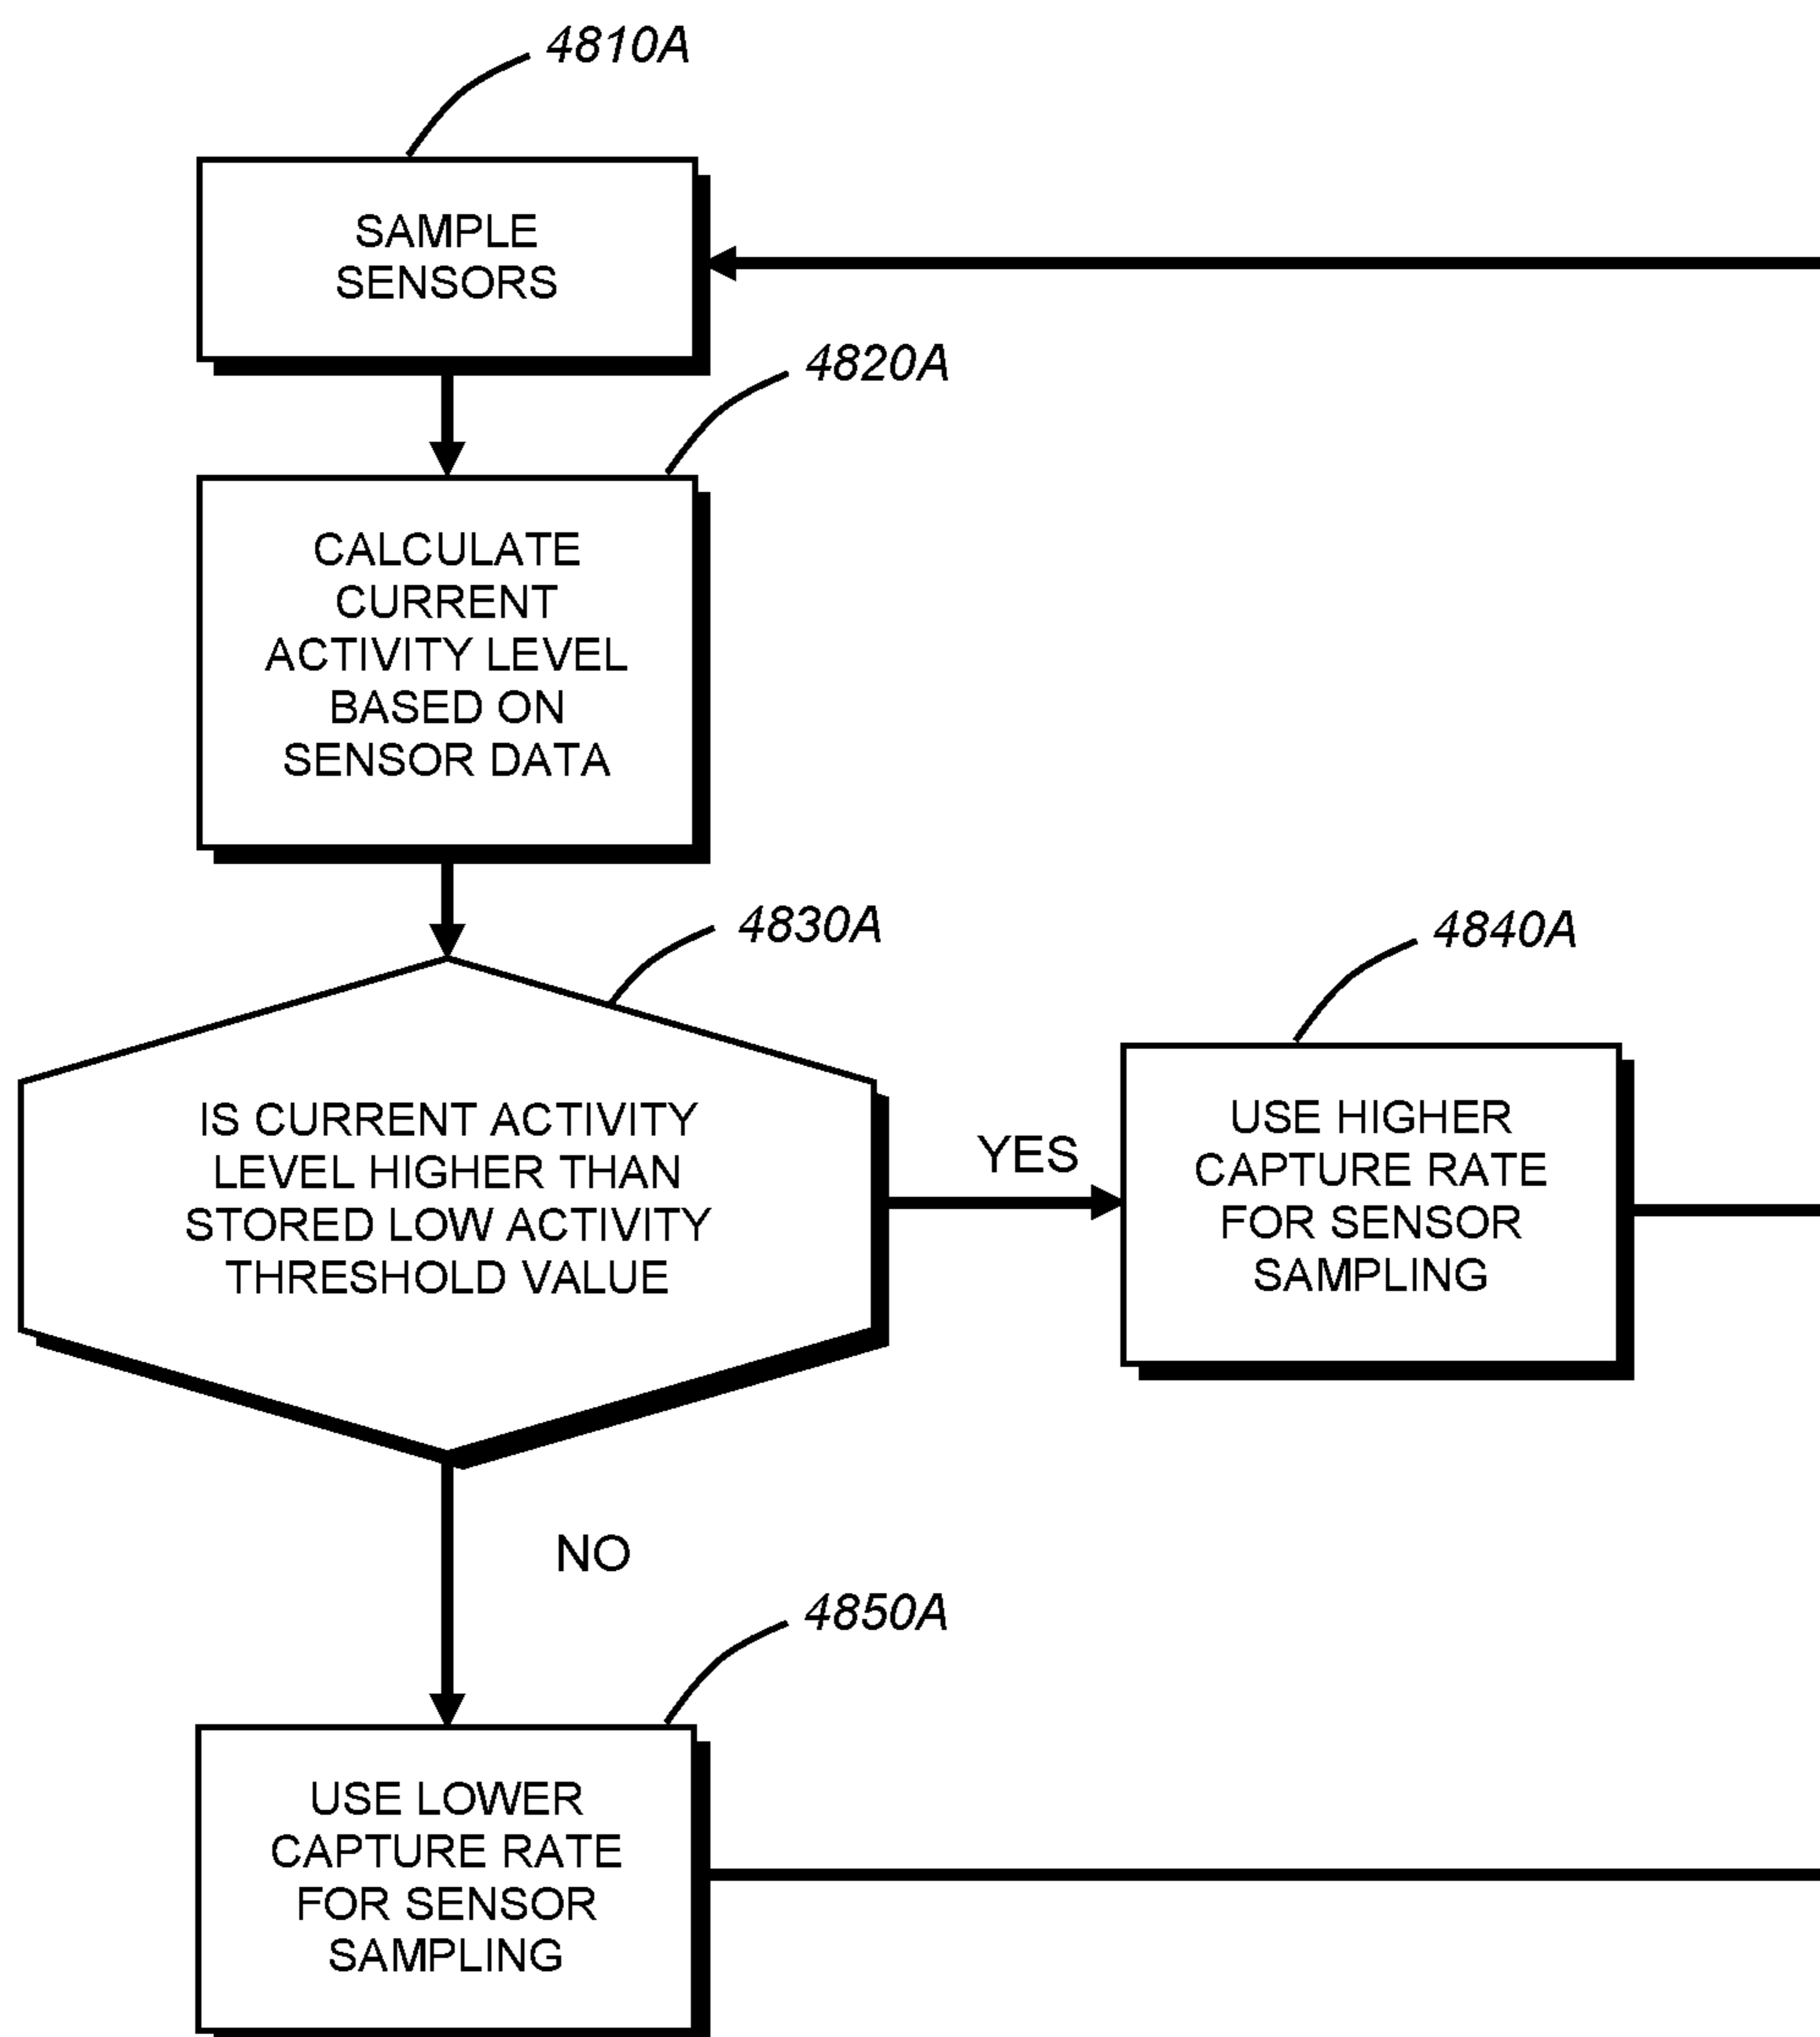 4810A
SAMPLE
SENSORS
4820A
CALCULATE
CURRENT
ACTIVITY LEVEL
BASED ON
SENSOR DATA
4830A
IS CURRENT ACTIVITY
LEVEL HIGHER THAN
STORED LOW ACTIVITY
THRESHOLD VALUE
YES
4840A
USE HIGHER
CAPTURE RATE
FOR SENSOR
SAMPLING
NO
4850A
USE LOWER
CAPTURE RATE
FOR SENSOR
SAMPLING